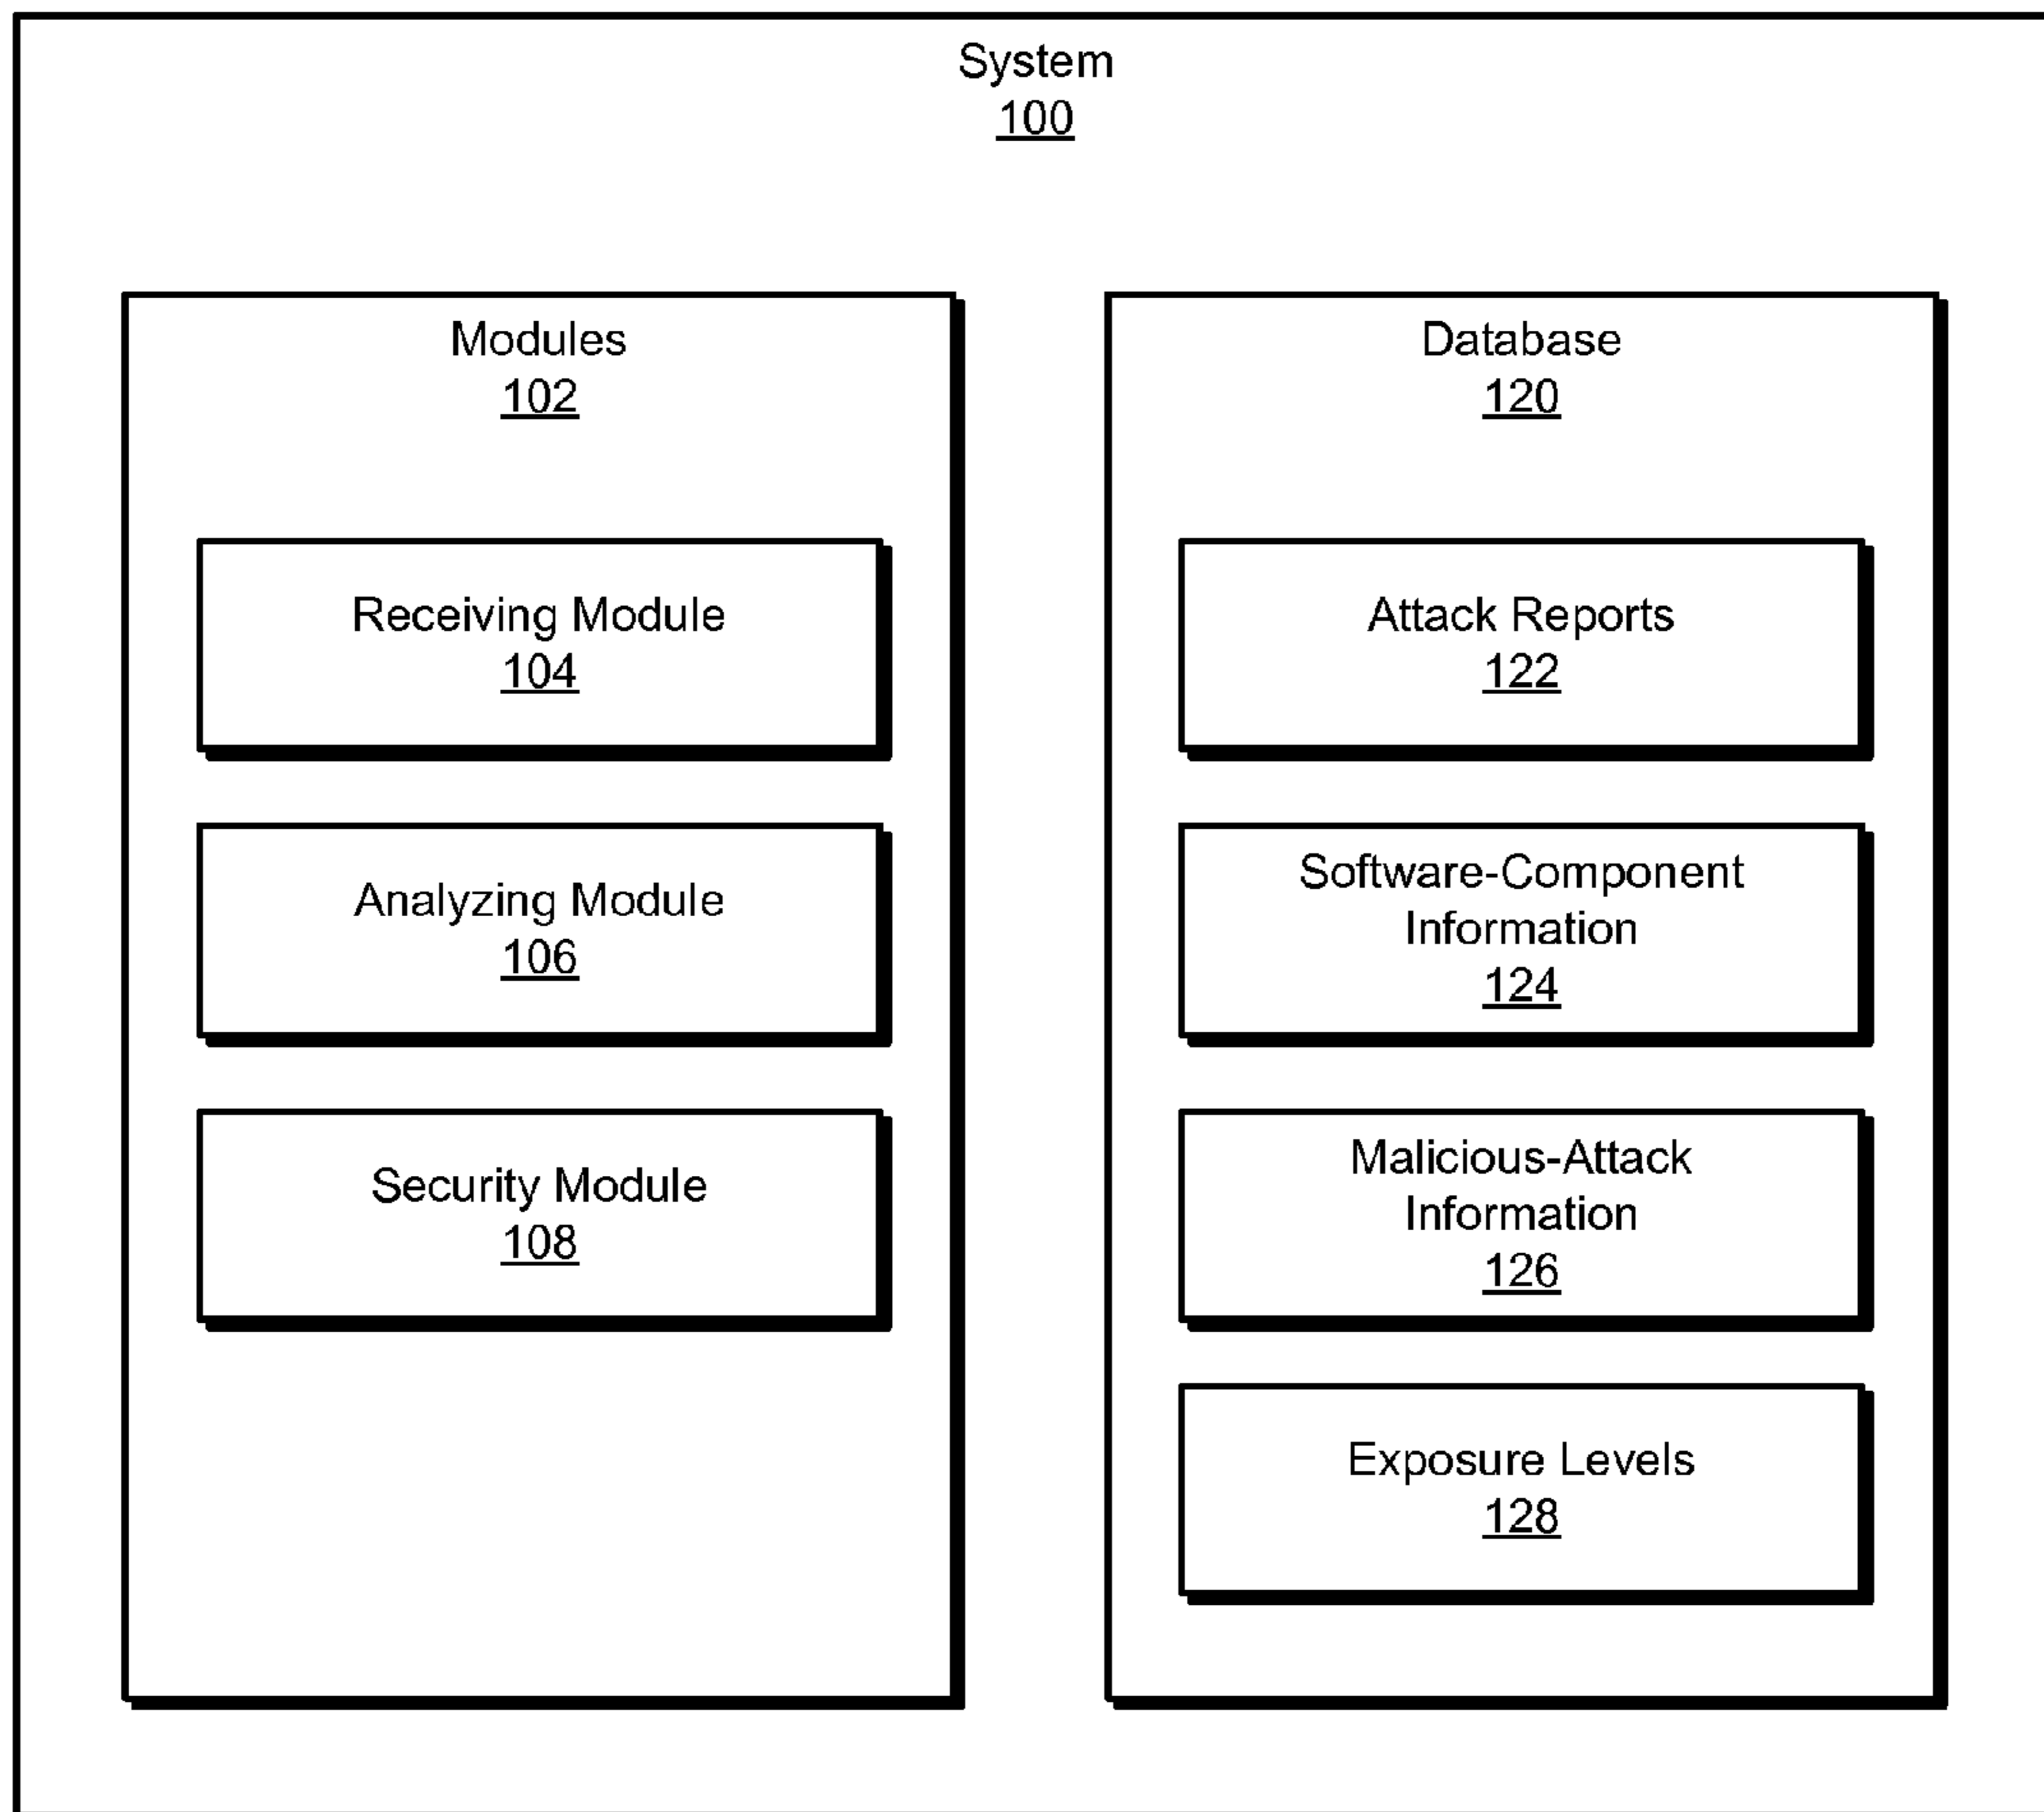 System
100
Modules
102
Receiving Module
104
Analyzing Module
106
Security Module
108
Database
120
Attack Reports
122
Software-Component
Information
124
Malicious-Attack
Information
126
Exposure Levels
128